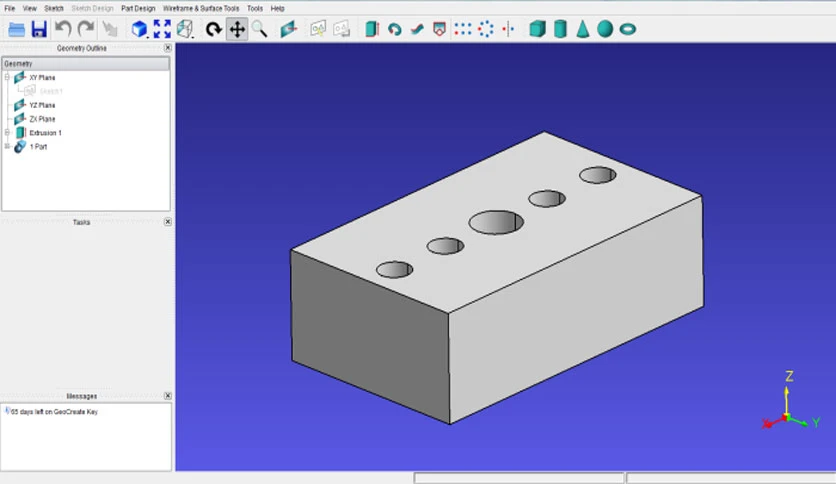 File View Sketch Sketch Design Part Design Wireframe & Surface Tools Tools Help
Geometry Outline
Geometry
XY Plane
YZ Plane
ZX Plane
Extrusion 1
1 Part
Tasks
Messages
65 days left on GeoCreate Key
Z
X
Y